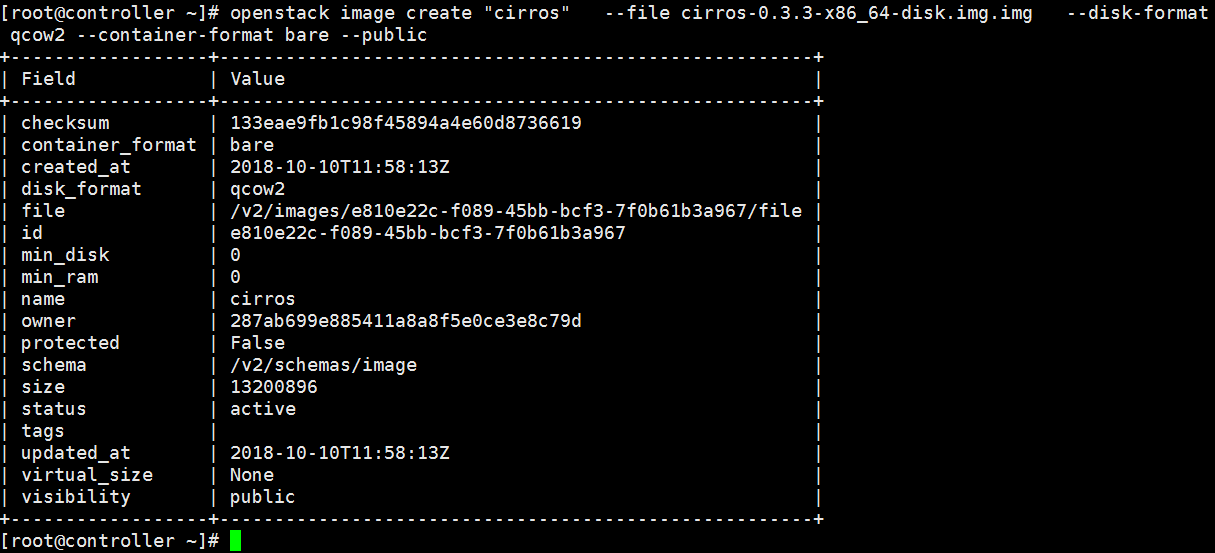 [root@controller ~]# openstack image create "cirros"   --file cirros-0.3.3-x86_64-disk.img.img   --disk-format
 qcow2 --container-format bare --public
+------------------+------------------------------------------------------+
| Field            | Value                                                |
+------------------+------------------------------------------------------+
| checksum         | 133eae9fb1c98f45894a4e60d8736619                     |
| container_format | bare                                                 |
| created_at       | 2018-10-10T11:58:13Z                                 |
| disk_format      | qcow2                                                |
| file             | /v2/images/e810e22c-f089-45bb-bcf3-7f0b61b3a967/file |
| id               | e810e22c-f089-45bb-bcf3-7f0b61b3a967                 |
| min_disk         | 0                                                    |
| min_ram          | 0                                                    |
| name             | cirros                                               |
| owner            | 287ab699e885411a8a8f5e0ce3e8c79d                     |
| protected        | False                                                |
| schema           | /v2/schemas/image                                    |
| size             | 13200896                                             |
| status           | active                                               |
| tags             |                                                      |
| updated_at       | 2018-10-10T11:58:13Z                                 |
| virtual_size     | None                                                 |
| visibility       | public                                               |
+------------------+------------------------------------------------------+
[root@controller ~]#